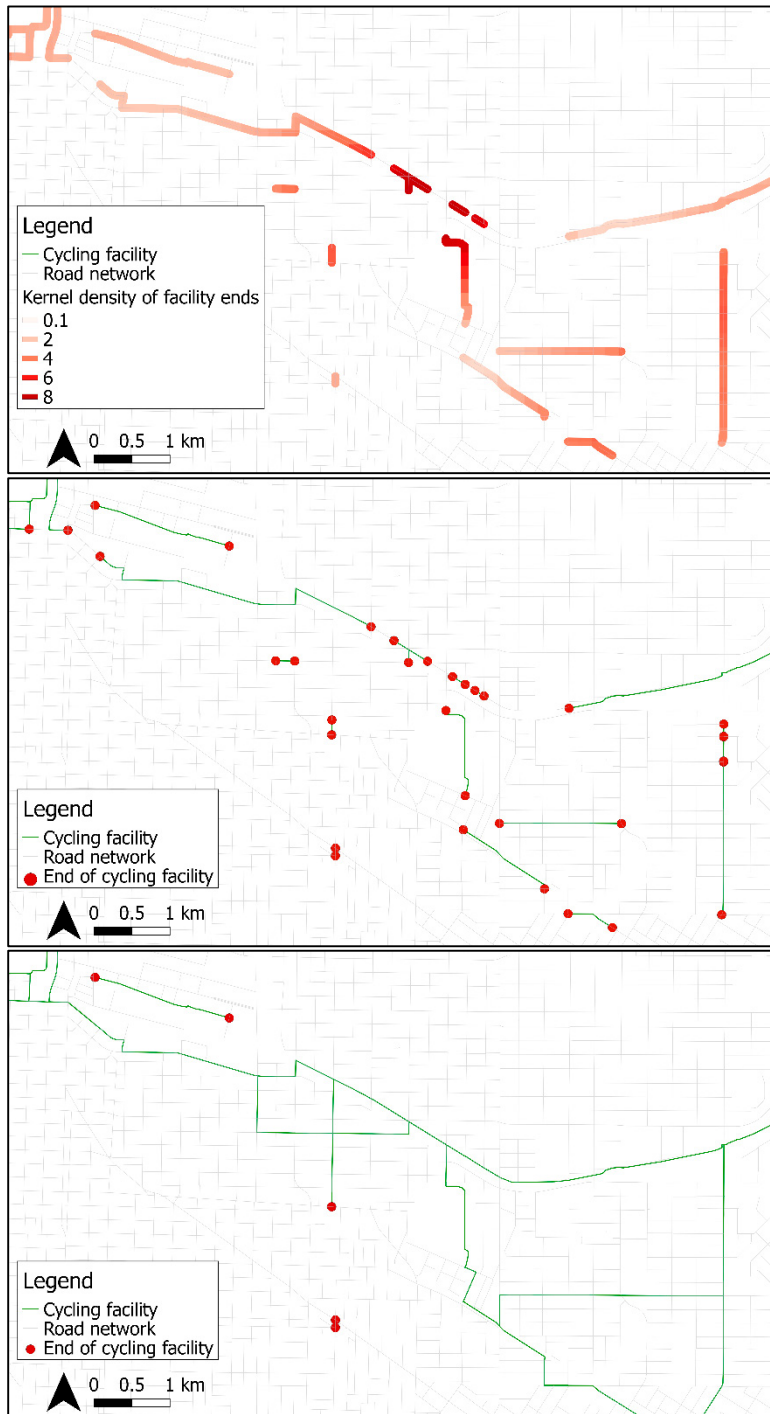 Legend
Cycling facility
Road network
Kernel density of facility ends
0.1
2
4
6
8
0 0.5 1 km
Legend
Cycling facility
Road network
End of cycling facility
0 0.5 1 km
Legend
Cycling facility
Road network
End of cycling facility
0 0.5 1 km